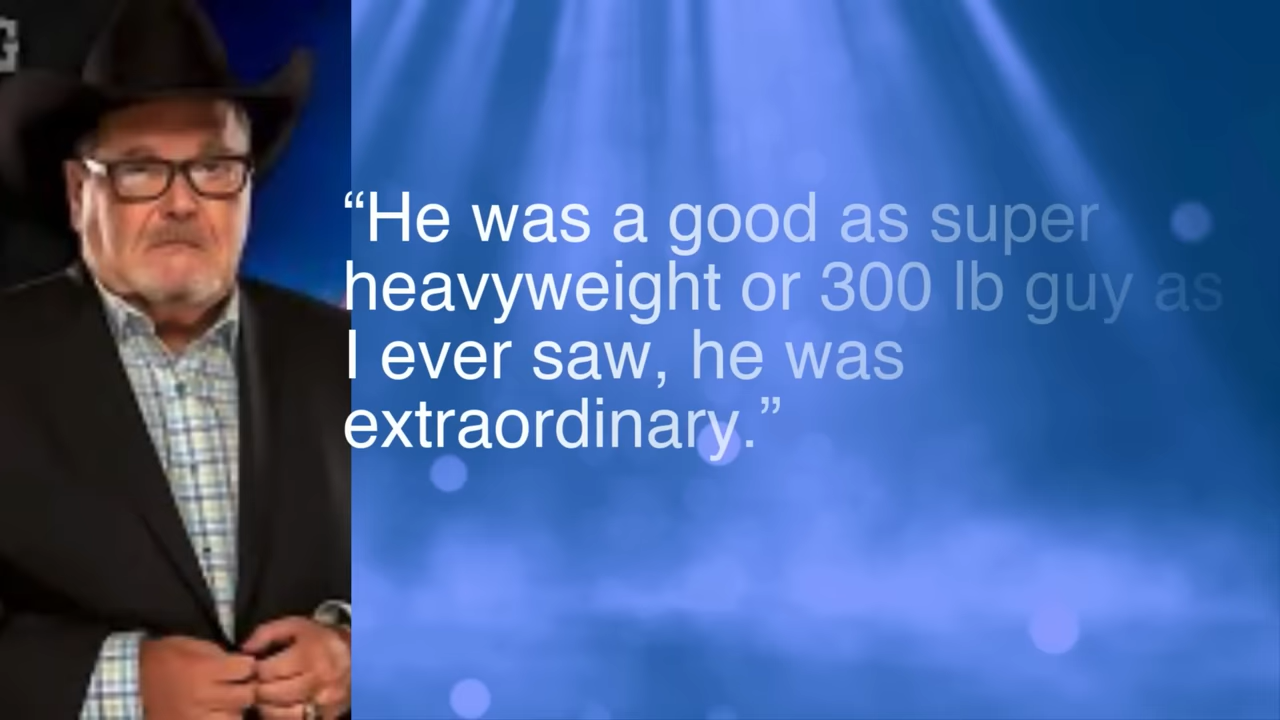 “He was a good as super
heavyweight or 300 lb guy as
I ever saw, he was
extraordinary.”